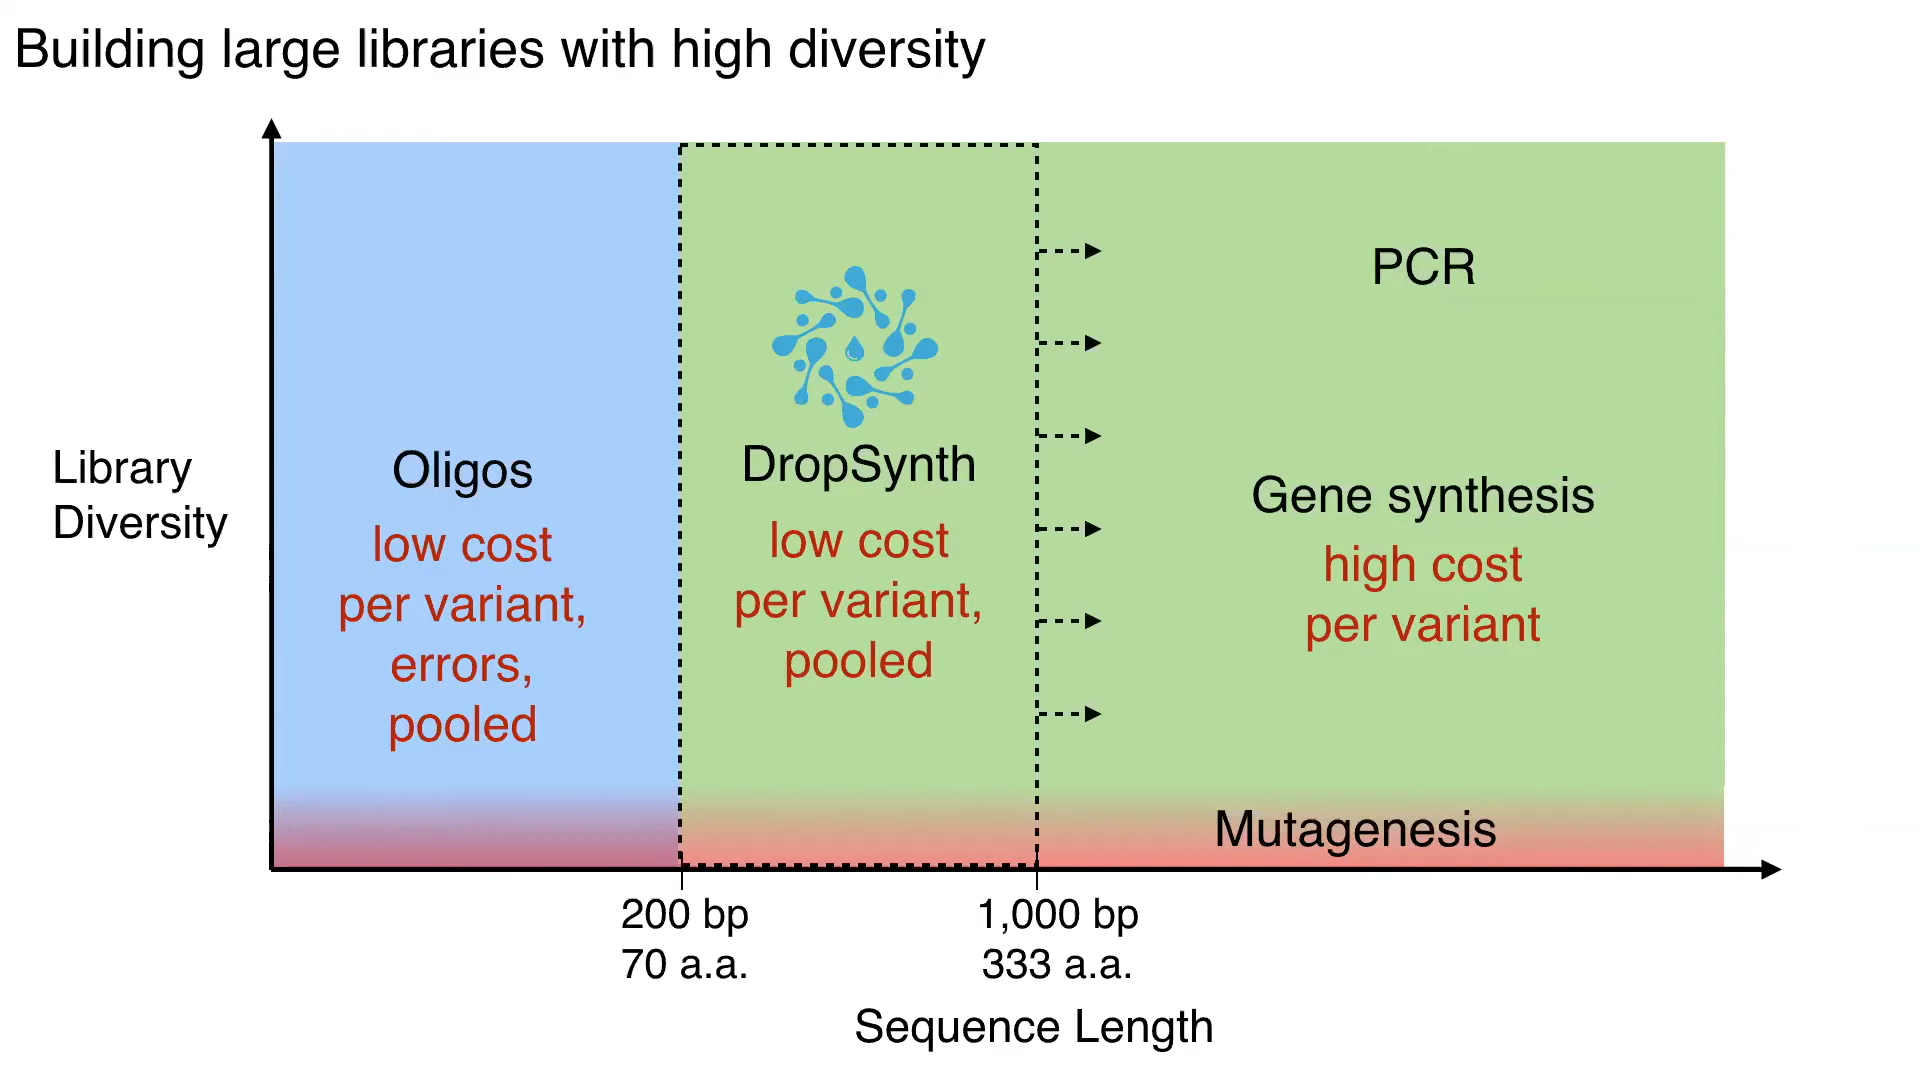 Building large libraries with high diversity
Library
Diversity
Oligos
low cost
per variant,
errors,
pooled
DropSynth
low cost
per variant,
pooled
PCR
Gene synthesis
high cost
per variant
Mutagenesis
200 bp
70 a.a.
1,000 bp
333 a.a.
Sequence Length